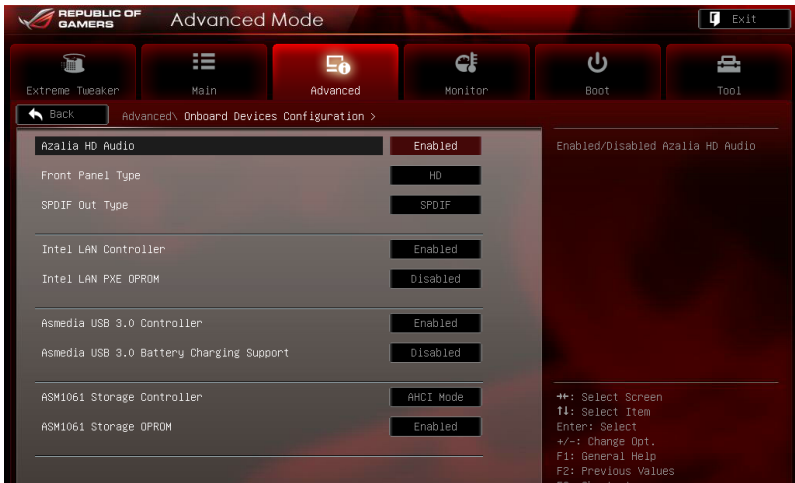 REPUBLIC OF
GAMERS
Advanced Mode
Exit
Extreme Tweaker
Main
Advanced
Monitor
Boot
Tool
Back
Advanced\ Onboard Devices Configuration >
Azalia HD Audio Enabled
Front Panel Type HD
SPDIF Out Type SPDIF
Intel LAN Controller Enabled
Intel LAN PXE OPROM Disabled
Asmedia USB 3.0 Controller Enabled
Asmedia USB 3.0 Battery Charging Support Disabled
ASM1061 Storage Controller AHCI Mode
ASM1061 Storage OPROM Enabled
Enabled/Disabled Azalia HD Audio
→←: Select Screen
↑↓: Select Item
Enter: Select
+/-: Change Opt.
F1: General Help
F2: Previous Values